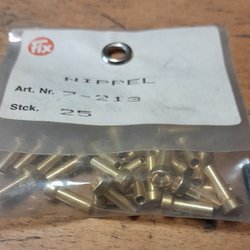 fix
NIPPEL
Art. Nr. 7-213
Stck. 25